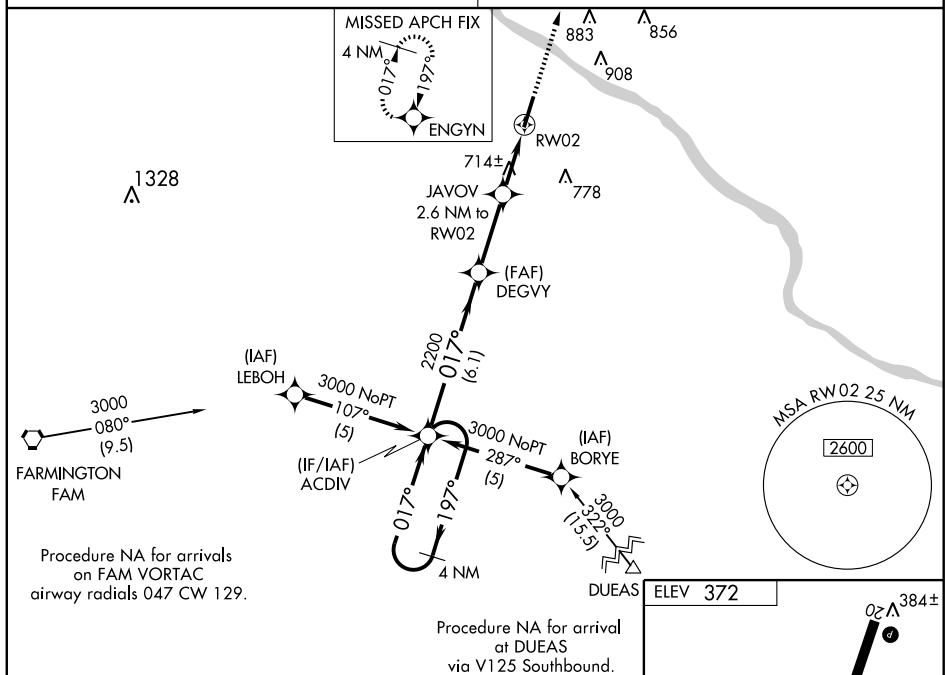 MISSED APCH FIX
4 NM
017°
197°
ENGYN
883
856
908
RW02
714±
778
1328
JAVOV
2.6 NM to
RW02
(FAF)
DEGVY
2200
017°
(6.1)
(IAF)
LEBOH
3000 NoPT
107°
(5)
3000
080°
(9.5)
FARMINGTON
FAM
(IF/IAF)
ACDIV
3000 NoPT
287°
(5)
(IAF)
BORYE
017°
197°
4 NM
3000
322°
(15.5)
DUEAS
MSA RW02 25 NM
2600
Procedure NA for arrivals
on FAM VORTAC
airway radials 047 CW 129.
Procedure NA for arrival
at DUEAS
via V125 Southbound.
ELEV 372
20
384±
P